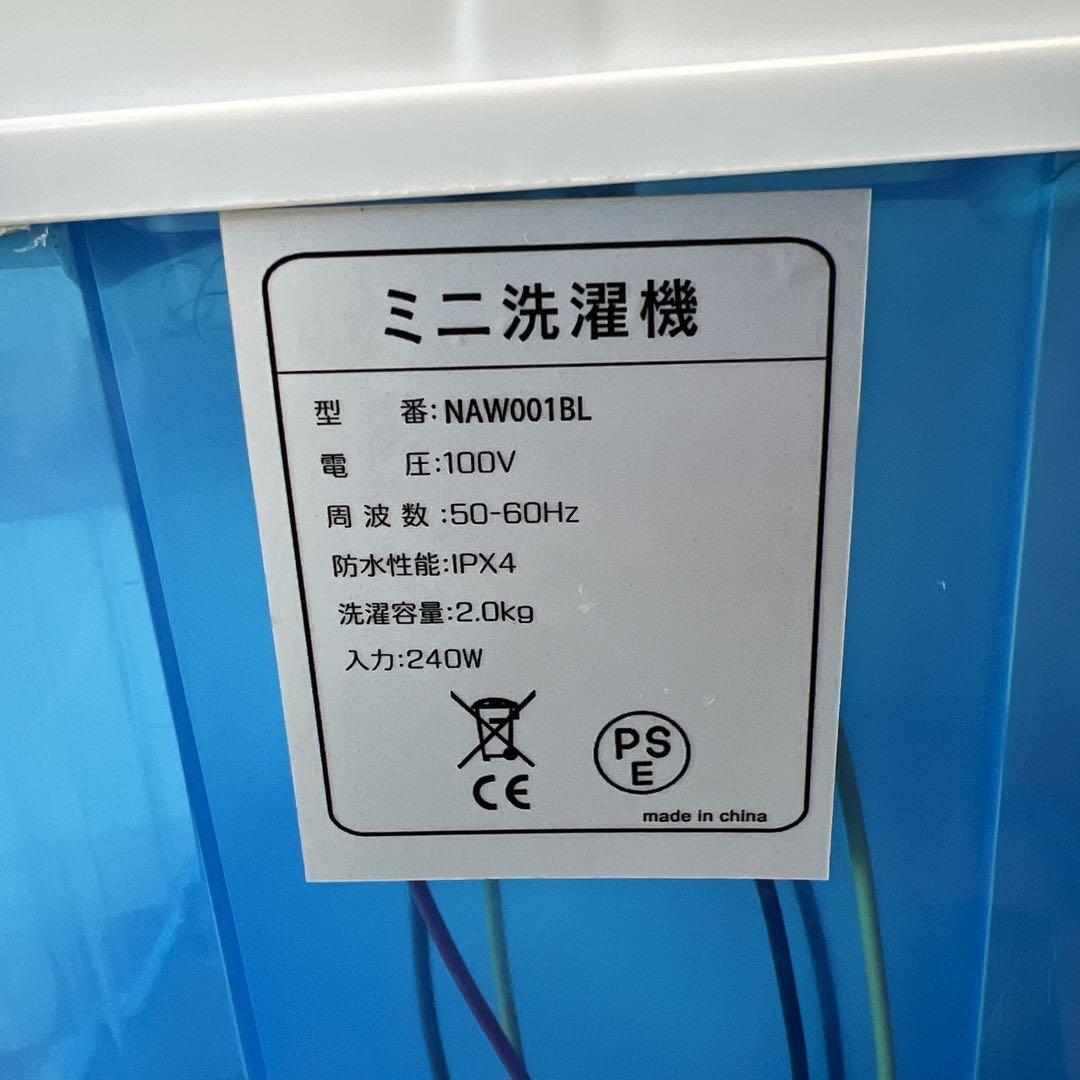 ミニ洗濯機
型 番: NAW001BL
電 圧:100V
周波数:50-60Hz
防水性能:IPX4
洗濯容量:2.0kg
入力:240W
CE
PS
E
made in china